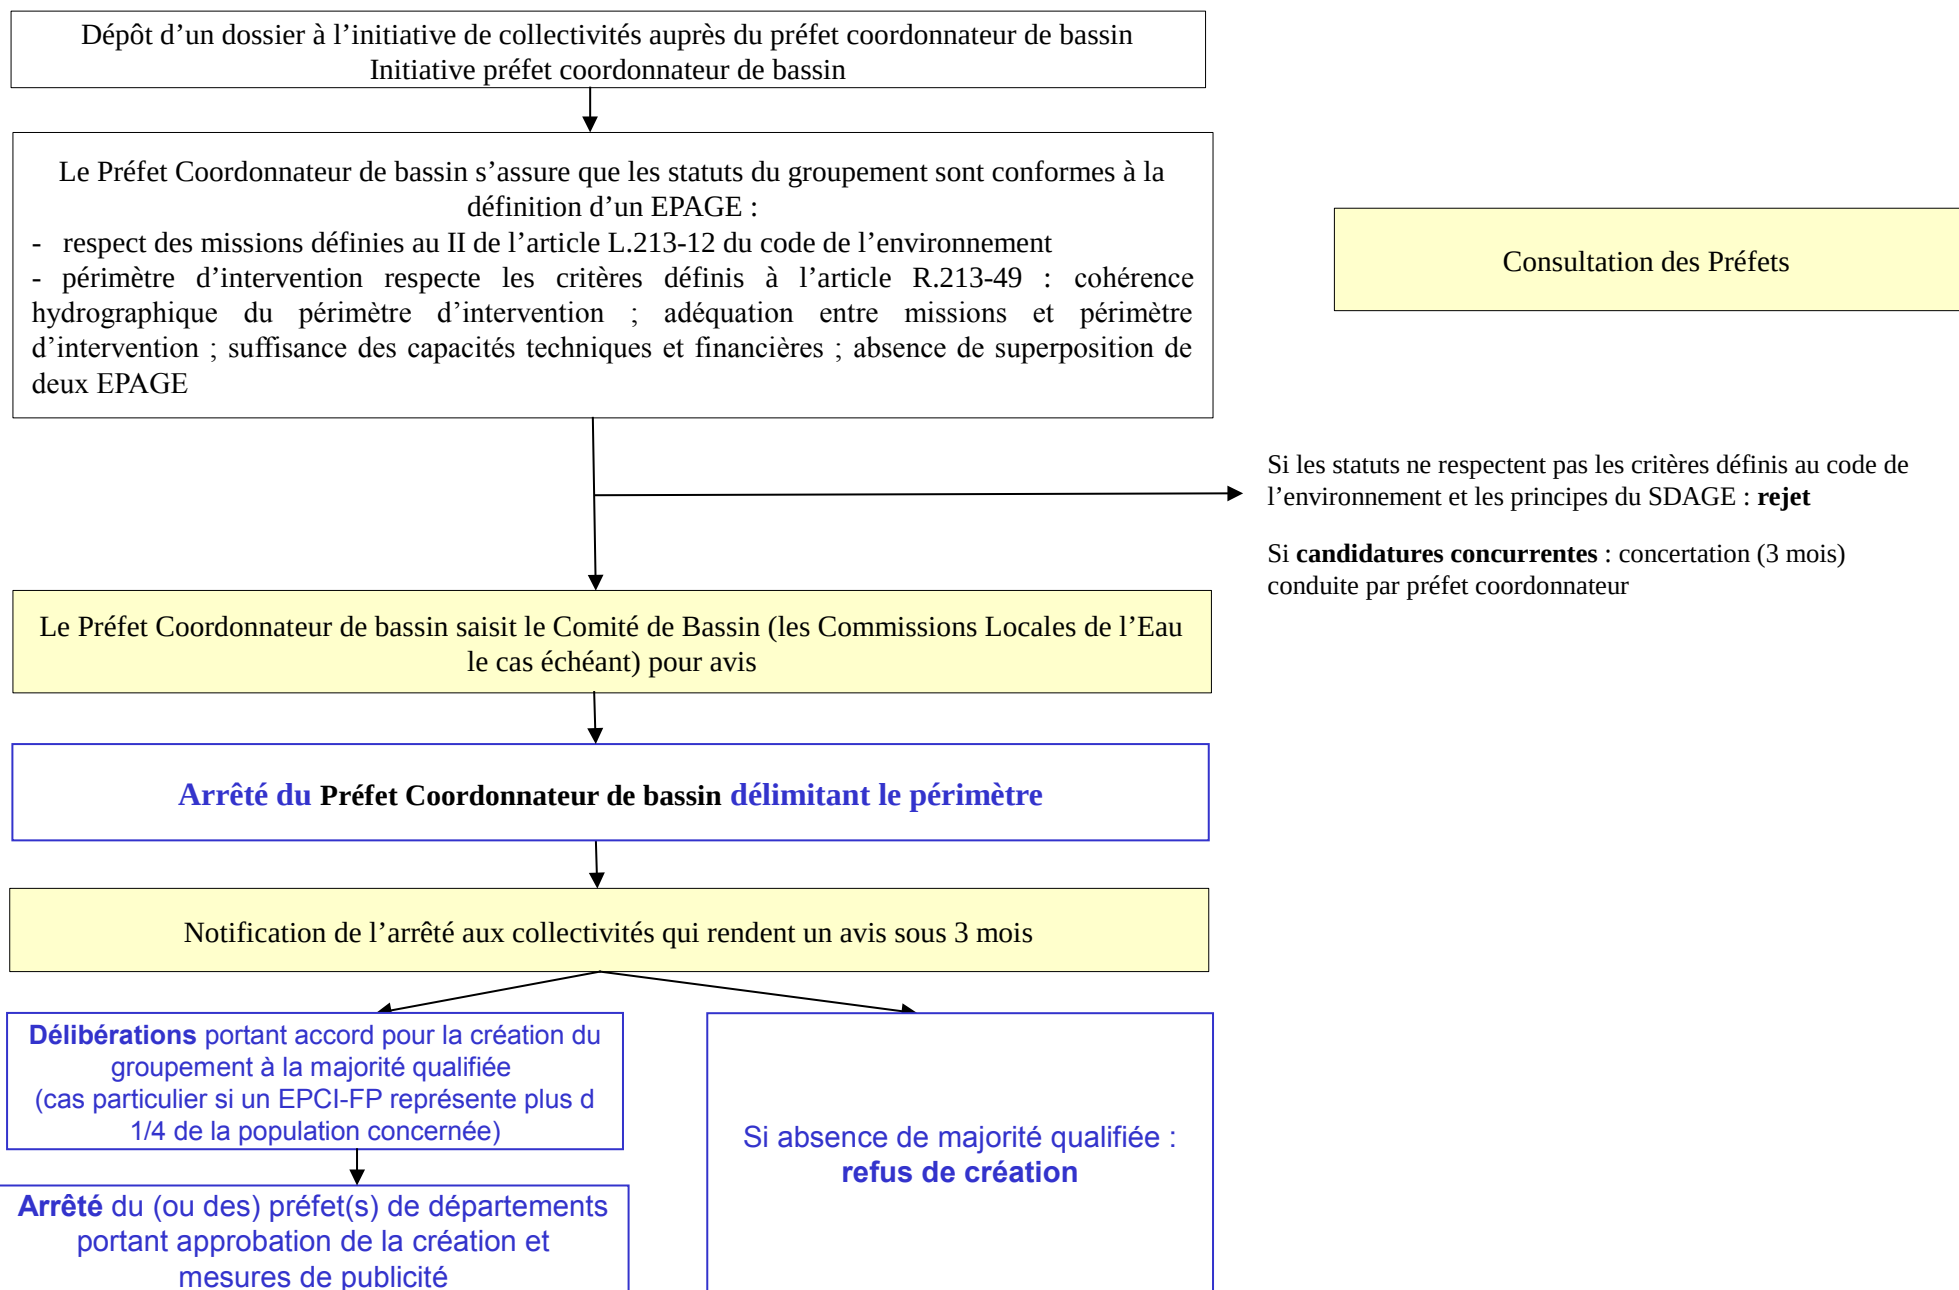 Dépôt d’un dossier à l’initiative de collectivités auprès du préfet coordonnateur de bassin
Initiative préfet coordonnateur de bassin
Le Préfet Coordonnateur de bassin s’assure que les statuts du groupement sont conformes à la
définition d’un EPAGE :
- respect des missions définies au II de l’article L.213-12 du code de l’environnement
- périmètre d’intervention respecte les critères définis à l’article R.213-49 : cohérence
hydrographique du périmètre d’intervention ; adéquation entre missions et périmètre
d’intervention ; suffisance des capacités techniques et financières ; absence de superposition de
deux EPAGE
Consultation des Préfets
Si les statuts ne respectent pas les critères définis au code de
l’environnement et les principes du SDAGE : rejet
Si candidatures concurrentes : concertation (3 mois)
conduite par préfet coordonnateur
Le Préfet Coordonnateur de bassin saisit le Comité de Bassin (les Commissions Locales de l’Eau
le cas échéant) pour avis
Arrêté du Préfet Coordonnateur de bassin délimitant le périmètre
Notification de l’arrêté aux collectivités qui rendent un avis sous 3 mois
Délibérations portant accord pour la création du
groupement à la majorité qualifiée
(cas particulier si un EPCI-FP représente plus d
1/4 de la population concernée)
Arrêté du (ou des) préfet(s) de départements
portant approbation de la création et
mesures de publicité
Si absence de majorité qualifiée :
refus de création